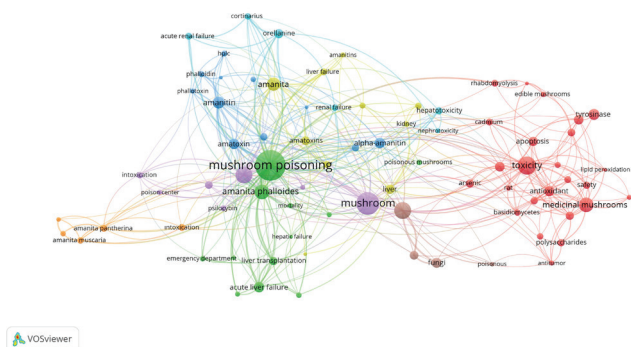 cortinarius
acute renal failure
orellanine
hplc
amanitins
liver failure
phalloidin
amanita
rhabdomyolysis
edible mushrooms
phallotoxin
amanitin
renal failure
hepatotoxicity
tyrosinase
kidney
cadmium
nephrotoxicity
amatoxin
amatoxins
alpha-amanitin
apoptosis
mushroom poisoning
poisonous mushrooms
toxicity
lipid peroxidation
intoxication
arsenic
rat
safety
poison center
amanita phalloides
liver
antioxidant
psilocybin
mortality
mushroom
medicinal mushrooms
basidiomycetes
amanita pantherina
intoxication
amanita muscaria
hepatic failure
polysaccharides
emergency department
liver transplantation
fungi
poisonous
antitumor
acute liver failure
VOSviewer